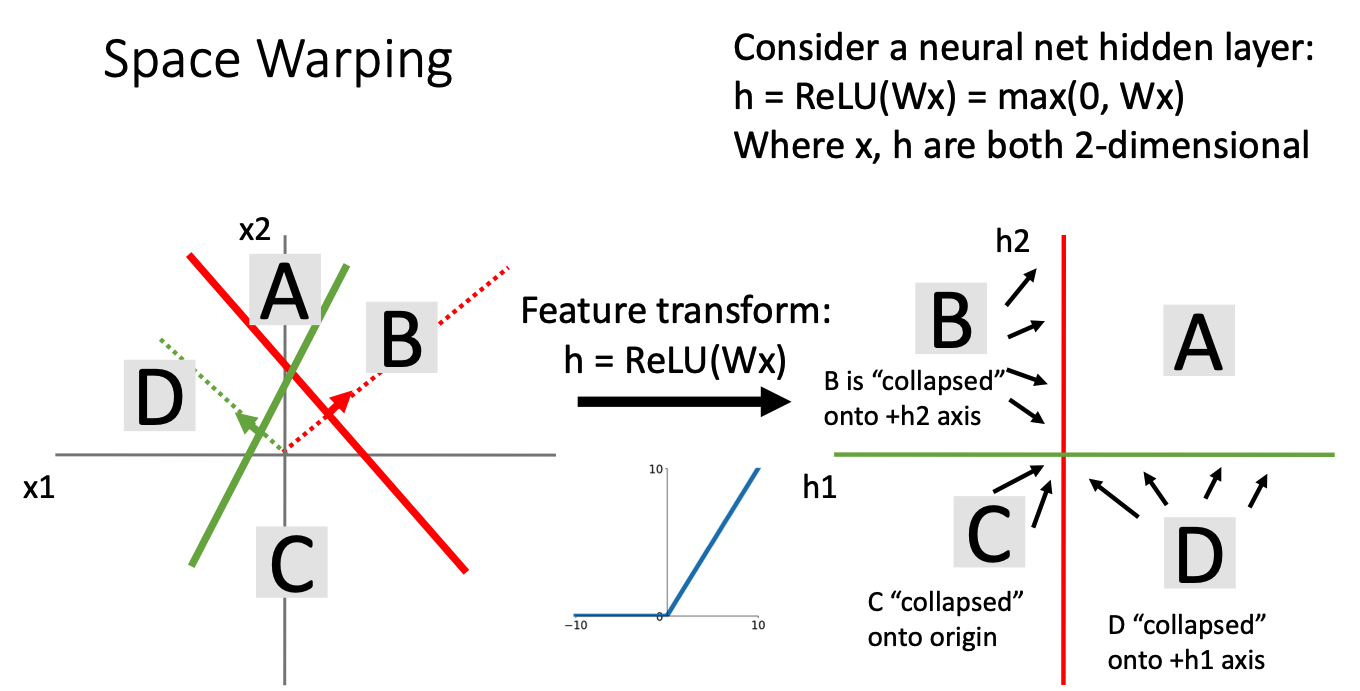 Space Warping
Consider a neural net hidden layer:
h = ReLU(Wx) = max(0, Wx)
Where x, h are both 2-dimensional
x2
A
B
D
C
x1
Feature transform:
h = ReLU(Wx)
10
0
−10
10
h2
B
A
B is “collapsed”
onto +h2 axis
h1
C
D
C “collapsed”
onto origin
D “collapsed”
onto +h1 axis